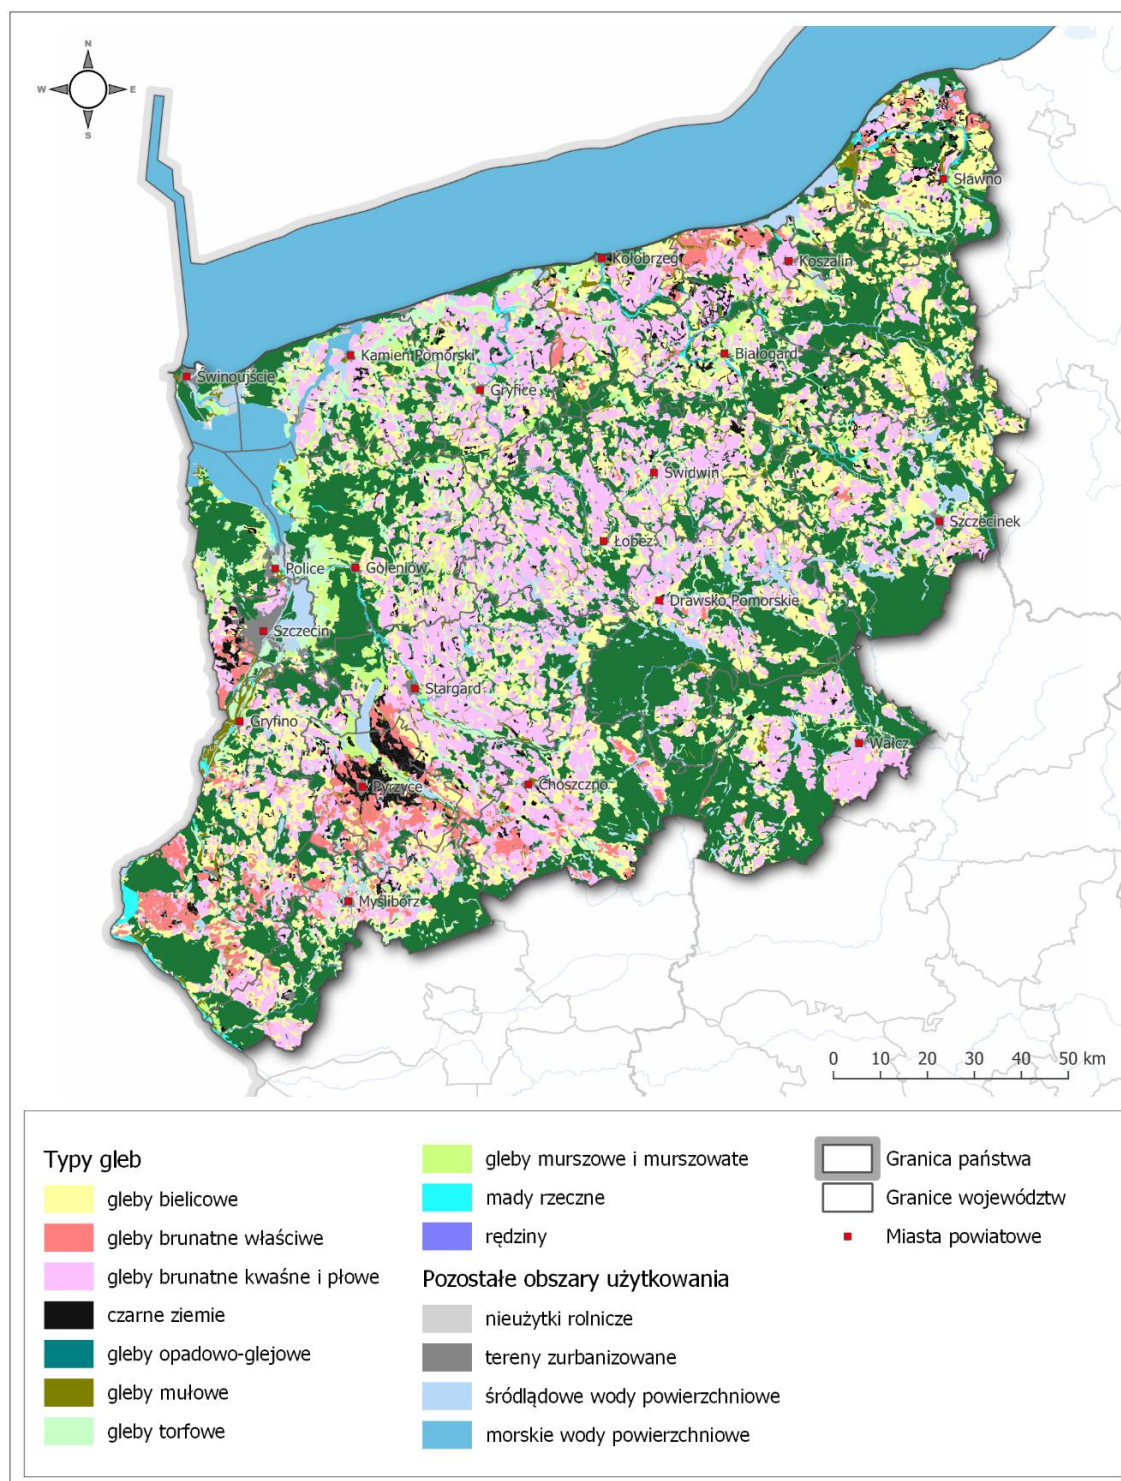 N
W
E
S
Sławno
Kołobrzeg
Koszalin
Kamień Pomorski
Białogard
Świnoujście
Gryfice
Świdwin
Szczecinek
Łobez
Police
Goleniów
Drawsko Pomorskie
Szczecin
Stargard
Gryfino
Wałcz
Pyrzyce
Choszczno
Myślibórz
0 10 20 30 40 50 km
Typy gleb
gleby bielicowe
gleby brunatne właściwe
gleby brunatne kwaśne i płowe
czarne ziemie
gleby opadowo-glejowe
gleby mułowe
gleby torfowe
gleby murszowe i murszowate
mady rzeczne
rędziny
Pozostałe obszary użytkowania
nieużytki rolnicze
tereny zurbanizowane
śródlądowe wody powierzchniowe
morskie wody powierzchniowe
Granica państwa
Granice województw
Miasta powiatowe